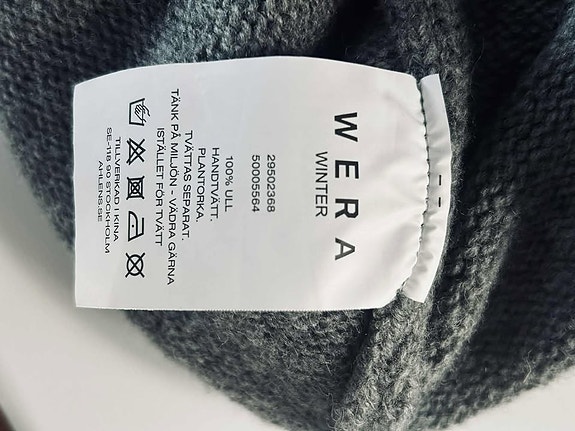 WERA
WINTER
29502368
50005564
100% ULL
HANDTVÄTT.
PLANTORKA.
TVÄTTAS SEPARAT.
TÄNK PÅ MILJÖN - VÄDRA GÄRNA
ISTÄLLET FÖR TVÄTT
TILLVERKAD I KINA
SE-118 90 STOCKHOLM
AHLENS.SE